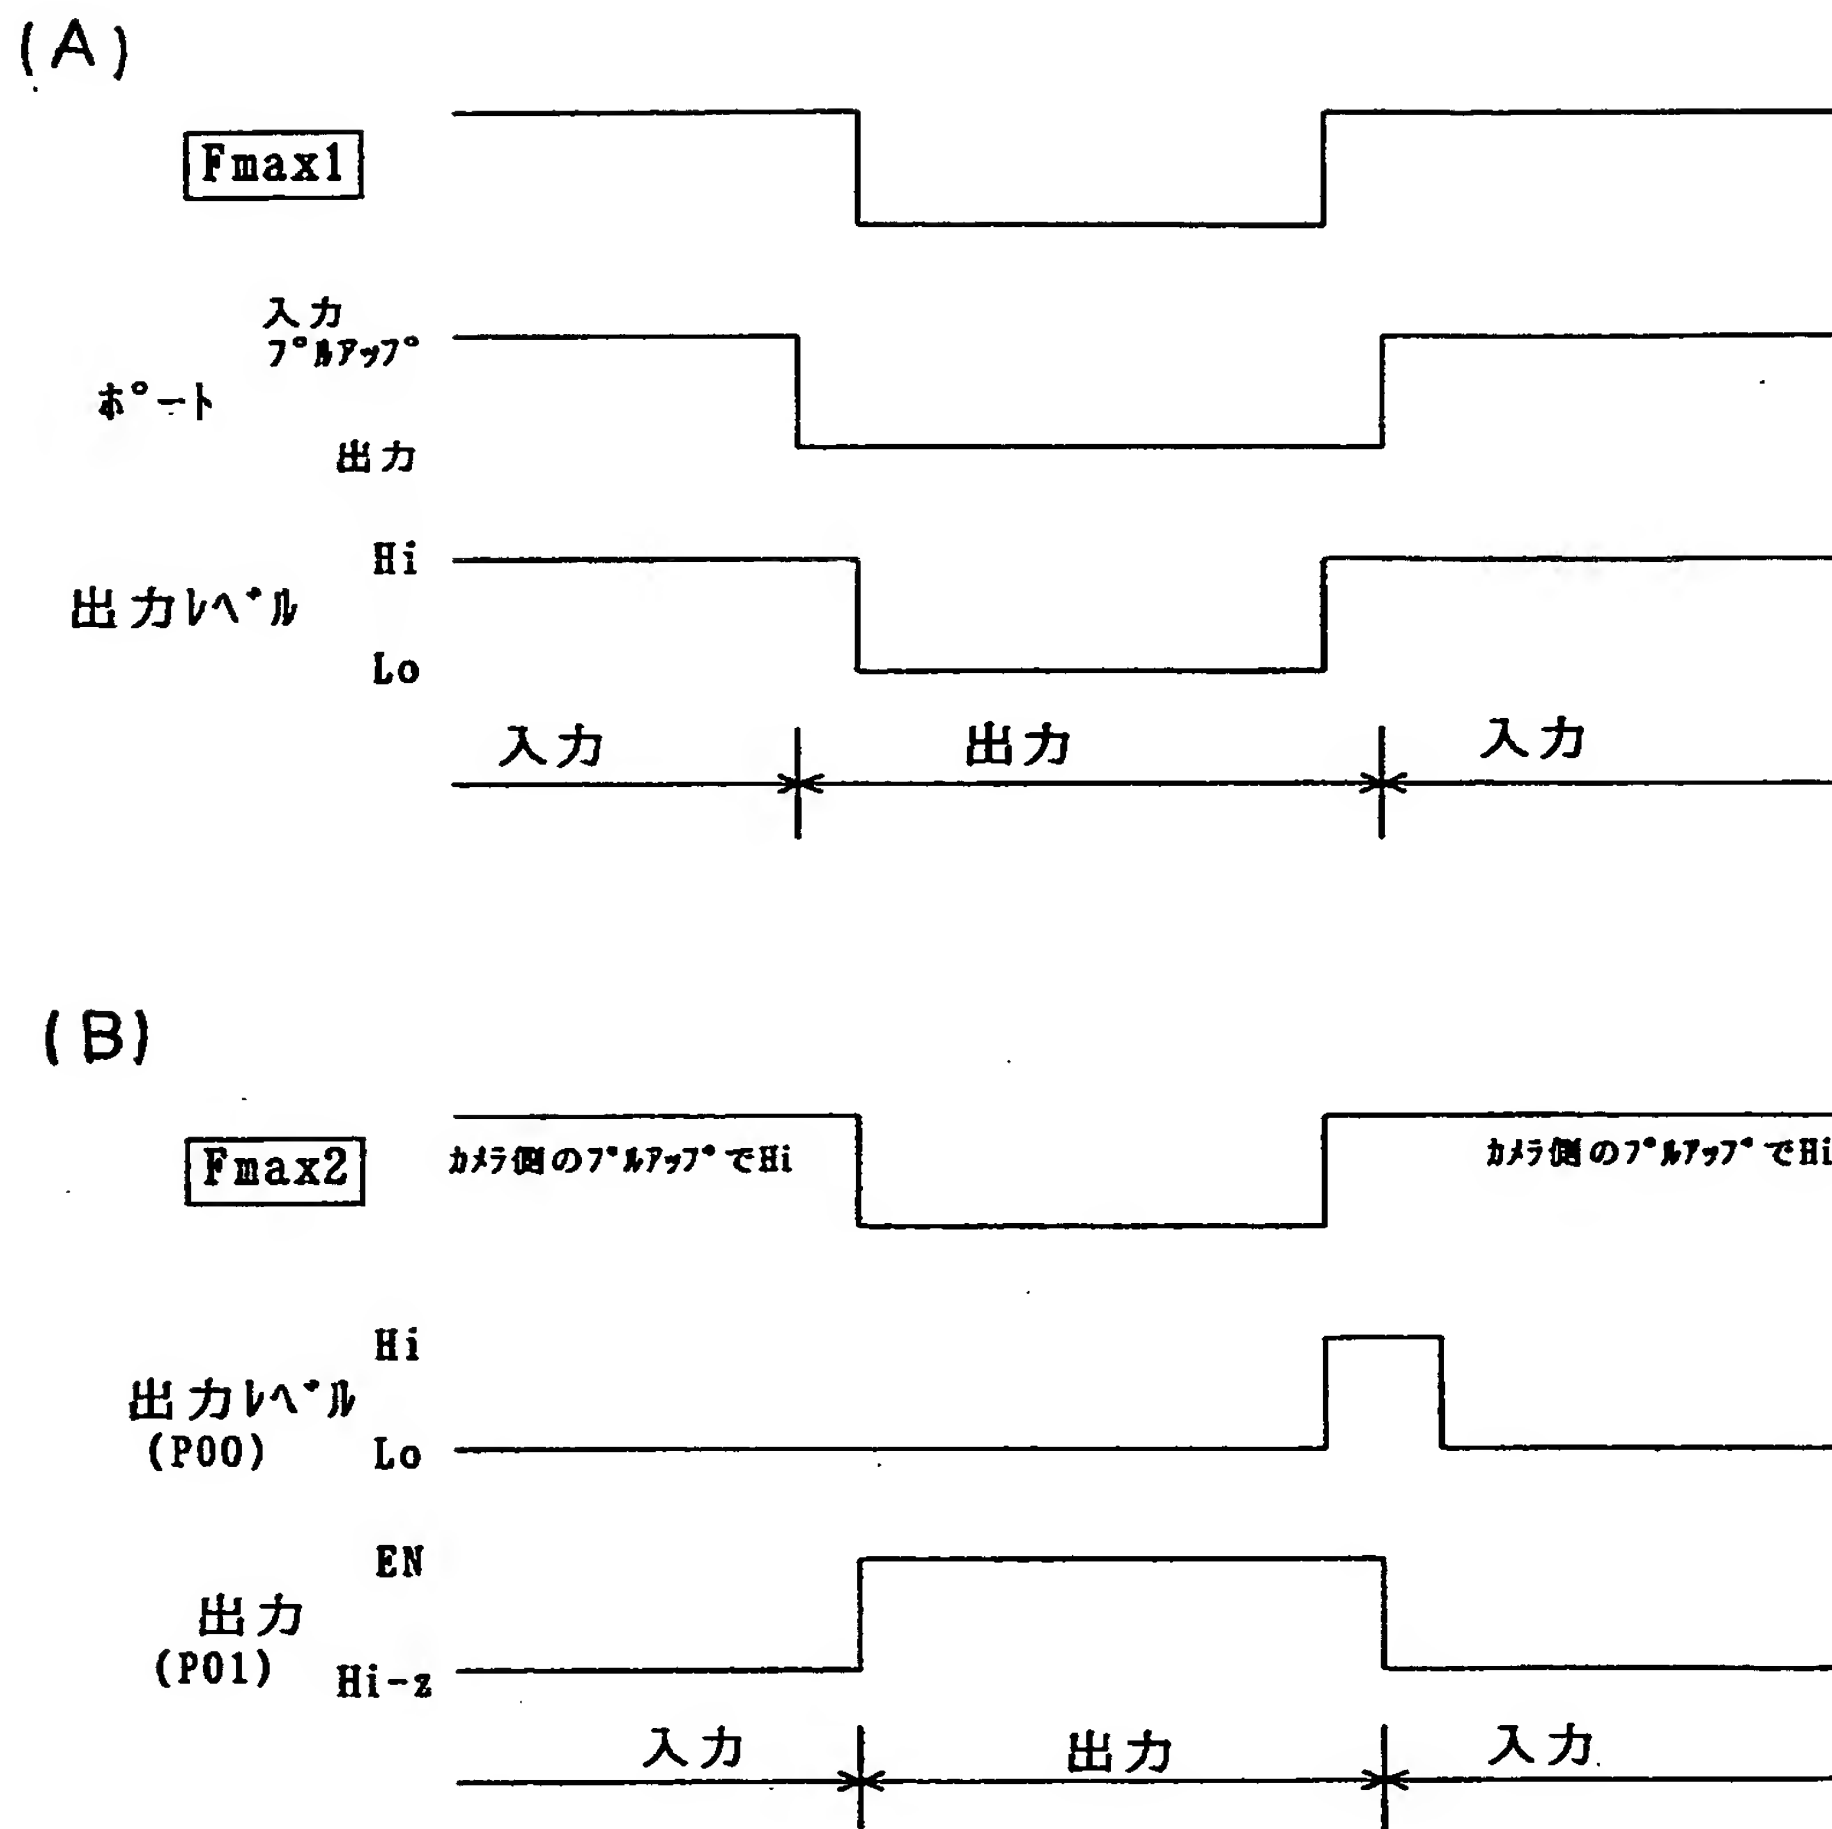 (A)
Fmax1
入力
プルアップ
ポート
出力
Hi
出力レベル
Lo
入力 出力 入力
(B)
Fmax2
カメラ側のプルアップでHi カメラ側のプルアップでHi
Hi
出力レベル
(P00)
Lo
EN
出力
(P01)
Hi-z
入力 出力 入力